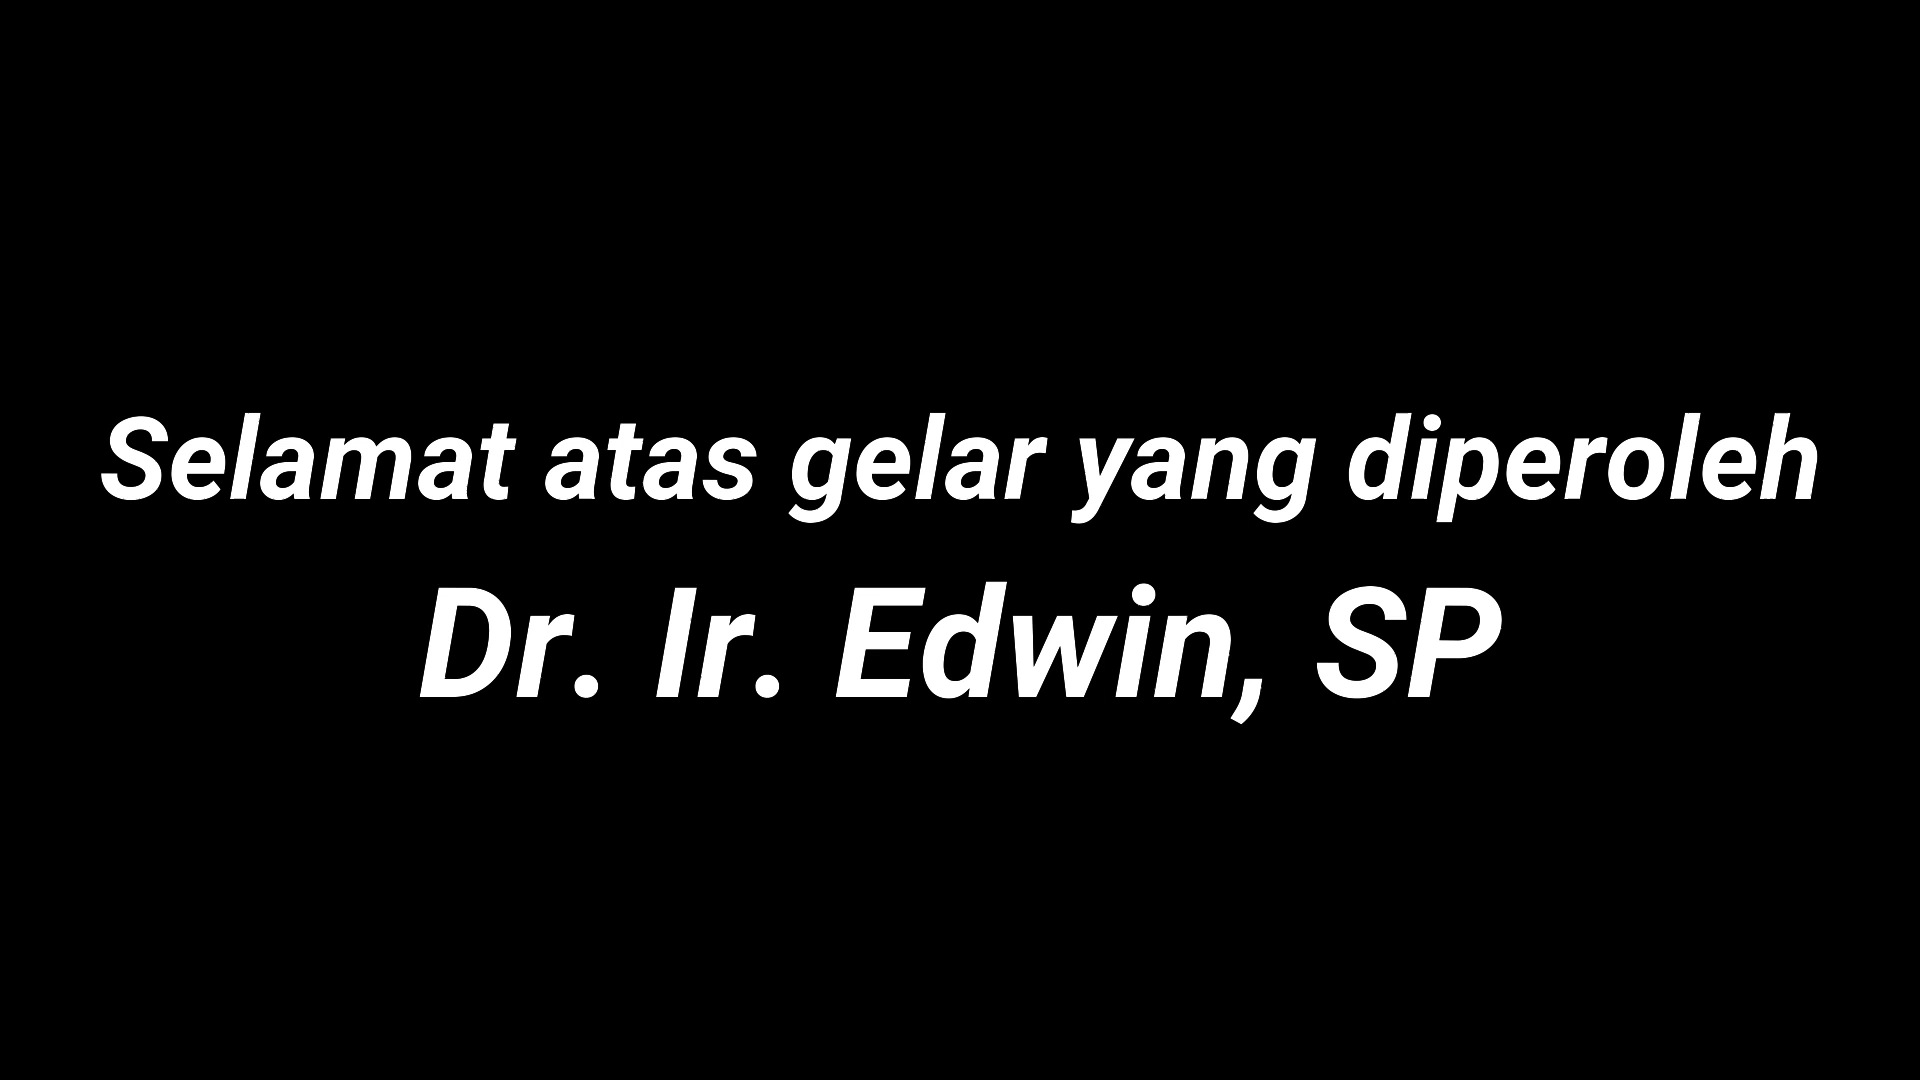 Selamat atas gelar yang diperoleh
Dr. Ir. Edwin, SP